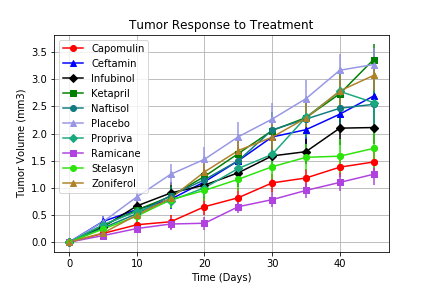 Tumor Response to Treatment
Tumor Volume (mm3)
3.5
3.0
2.5
2.0
1.5
1.0
0.5
0.0
Capomulin
Ceftamin
Infubinol
Ketapril
Naftisol
Placebo
Propriva
Ramicane
Stelasyn
Zoniferol
0
10
20
30
40
Time (Days)